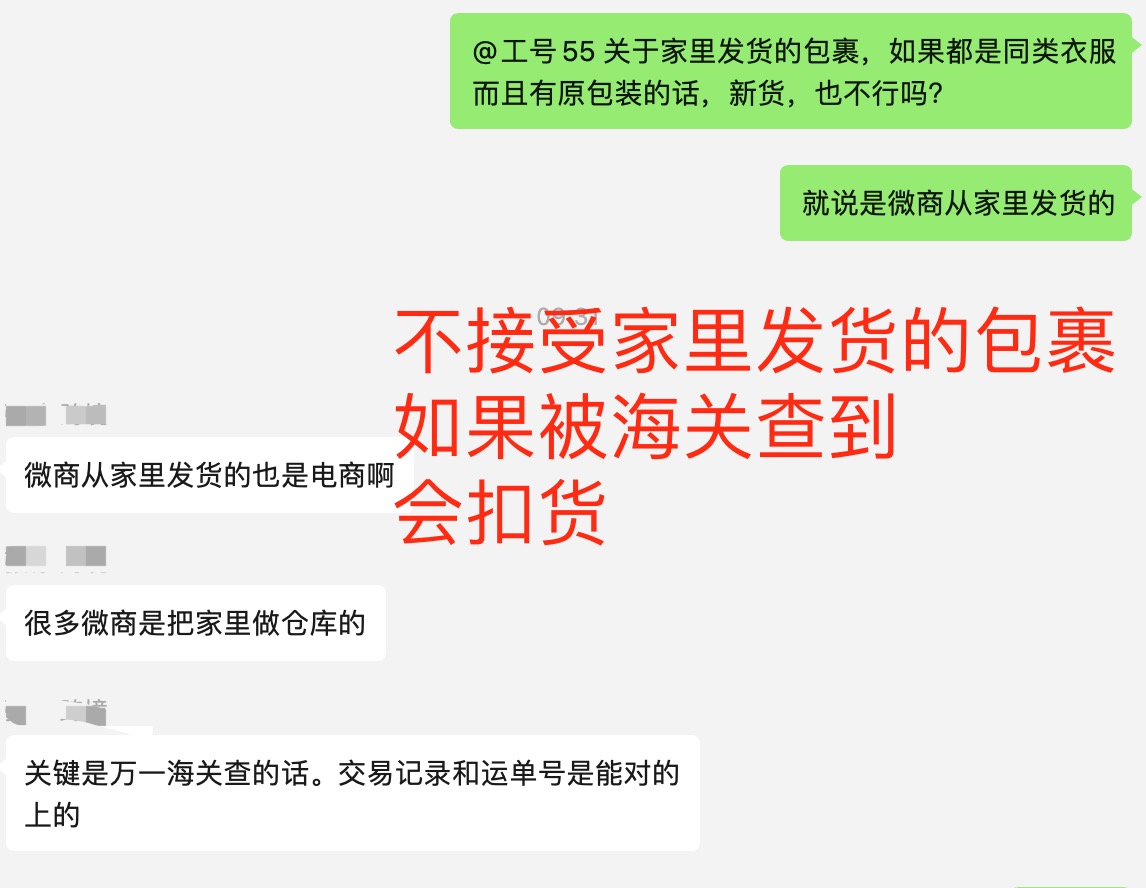 @工号55 关于家里发货的包裹，如果都是同类衣服
而且有原包装的话，新货，也不行吗？
就说是微商从家里发货的
不接受家里发货的包裹
如果被海关查到
会扣货
微商从家里发货的也是电商啊
很多微商是把家里做仓库的
关键是万一海关查的话。交易记录和运单号是能对的
上的